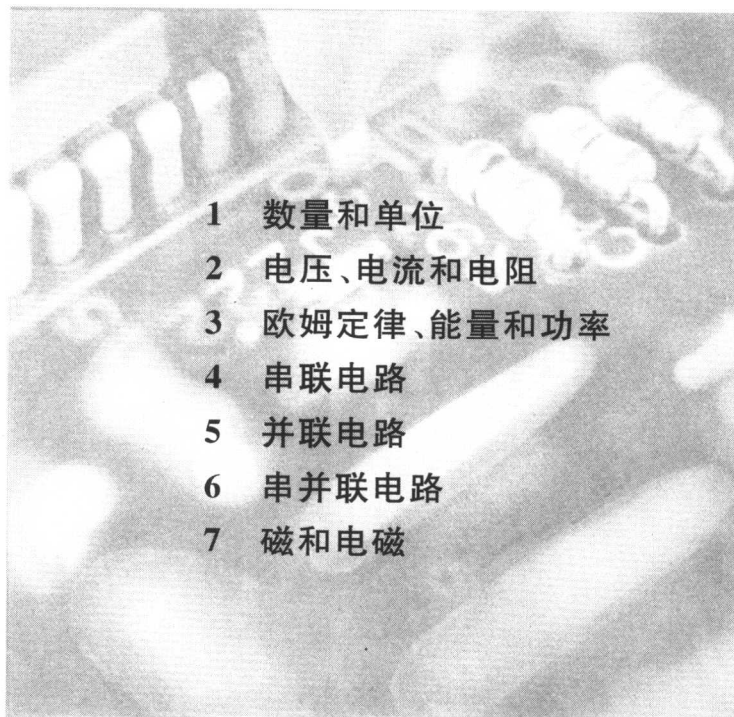 1 数量和单位
2 电压、电流和电阻
3 欧姆定律、能量和功率
4 串联电路
5 并联电路
6 串并联电路
7 磁和电磁